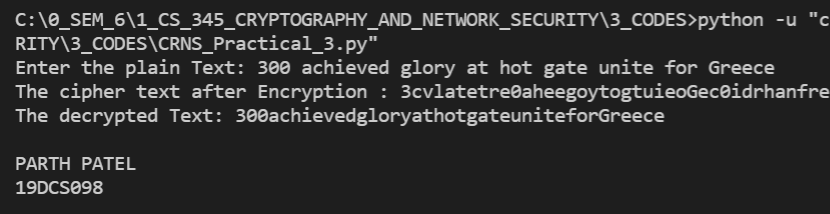 C:\0_SEM_6\1_CS_345_CRYPTOGRAPHY_AND_NETWORK_SECURITY\3_CODES>python -u "c
RITY\3_CODES\CRNS_Practical_3.py"
Enter the plain Text: 300 achieved glory at hot gate unite for Greece
The cipher text after Encryption : 3cvlatetre0aheegoytogtuieoGec0idrhanfre
The decrypted Text: 300achievedgloryathotgateuniteforGreece
PARTH PATEL
19DCS098